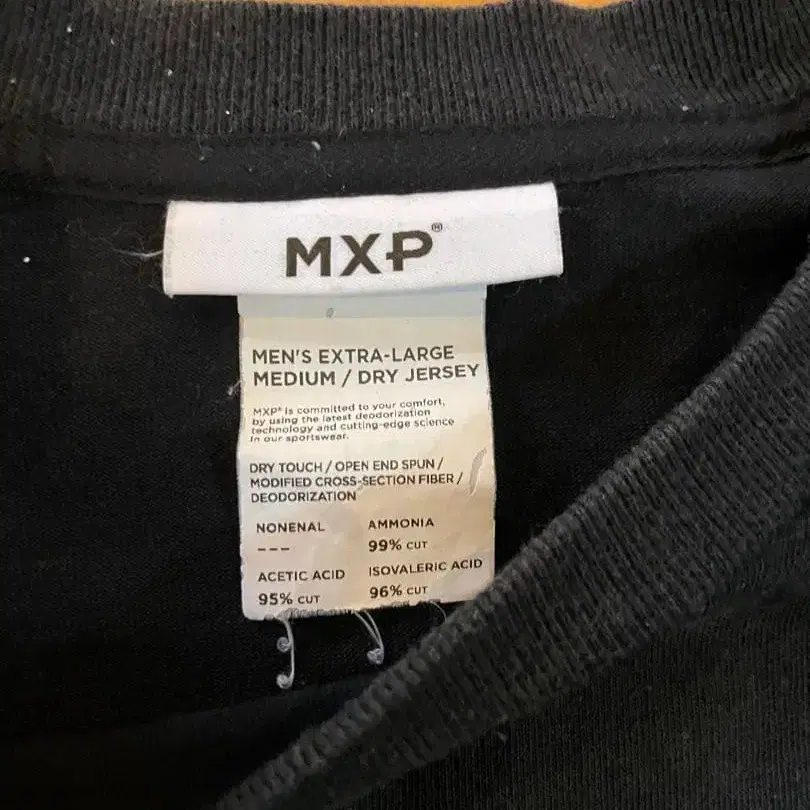 MXP®
MEN'S EXTRA-LARGE
MEDIUM / DRY JERSEY
MXP® is committed to your comfort,
by using the latest deodorization
technology and cutting-edge science
in our sportswear.
DRY TOUCH / OPEN END SPUN /
MODIFIED CROSS-SECTION FIBER /
DEODORIZATION
NONENAL AMMONIA
--- 99% CUT
ACETIC ACID ISOVALERIC ACID
95% CUT 96% CUT